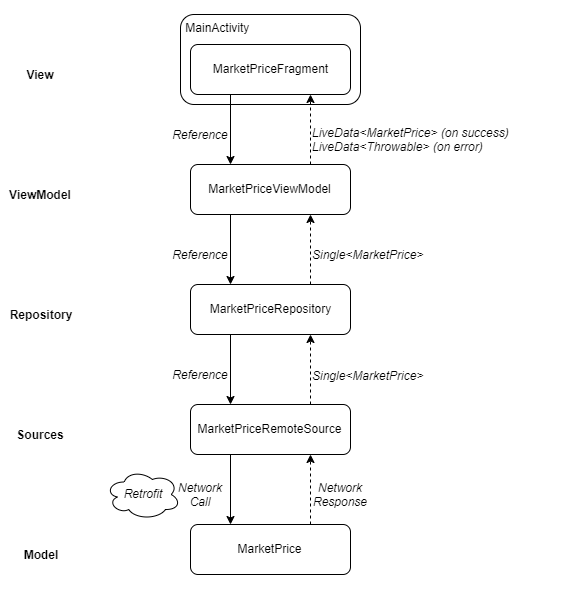 MainActivity
View
MarketPriceFragment
Reference
LiveData<MarketPrice> (on success)
LiveData<Throwable> (on error)
ViewModel
MarketPriceViewModel
Reference
Single<MarketPrice>
Repository
MarketPriceRepository
Reference
Single<MarketPrice>
Sources
MarketPriceRemoteSource
Retrofit
Network
Call
Network
Response
Model
MarketPrice